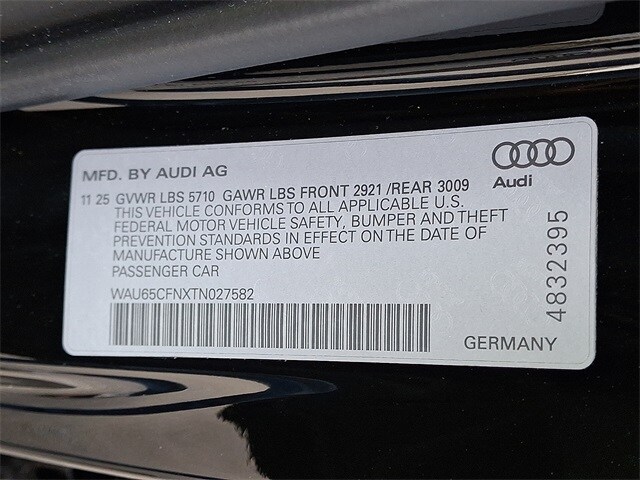 MFD. BY AUDI AG
Audi
11 25 GVWR LBS 5710 GAWR LBS FRONT 2921 /REAR 3009
THIS VEHICLE CONFORMS TO ALL APPLICABLE U.S.
FEDERAL MOTOR VEHICLE SAFETY, BUMPER AND THEFT
PREVENTION STANDARDS IN EFFECT ON THE DATE OF
MANUFACTURE SHOWN ABOVE
PASSENGER CAR
WAU65CFNXTN027582
4832395
GERMANY